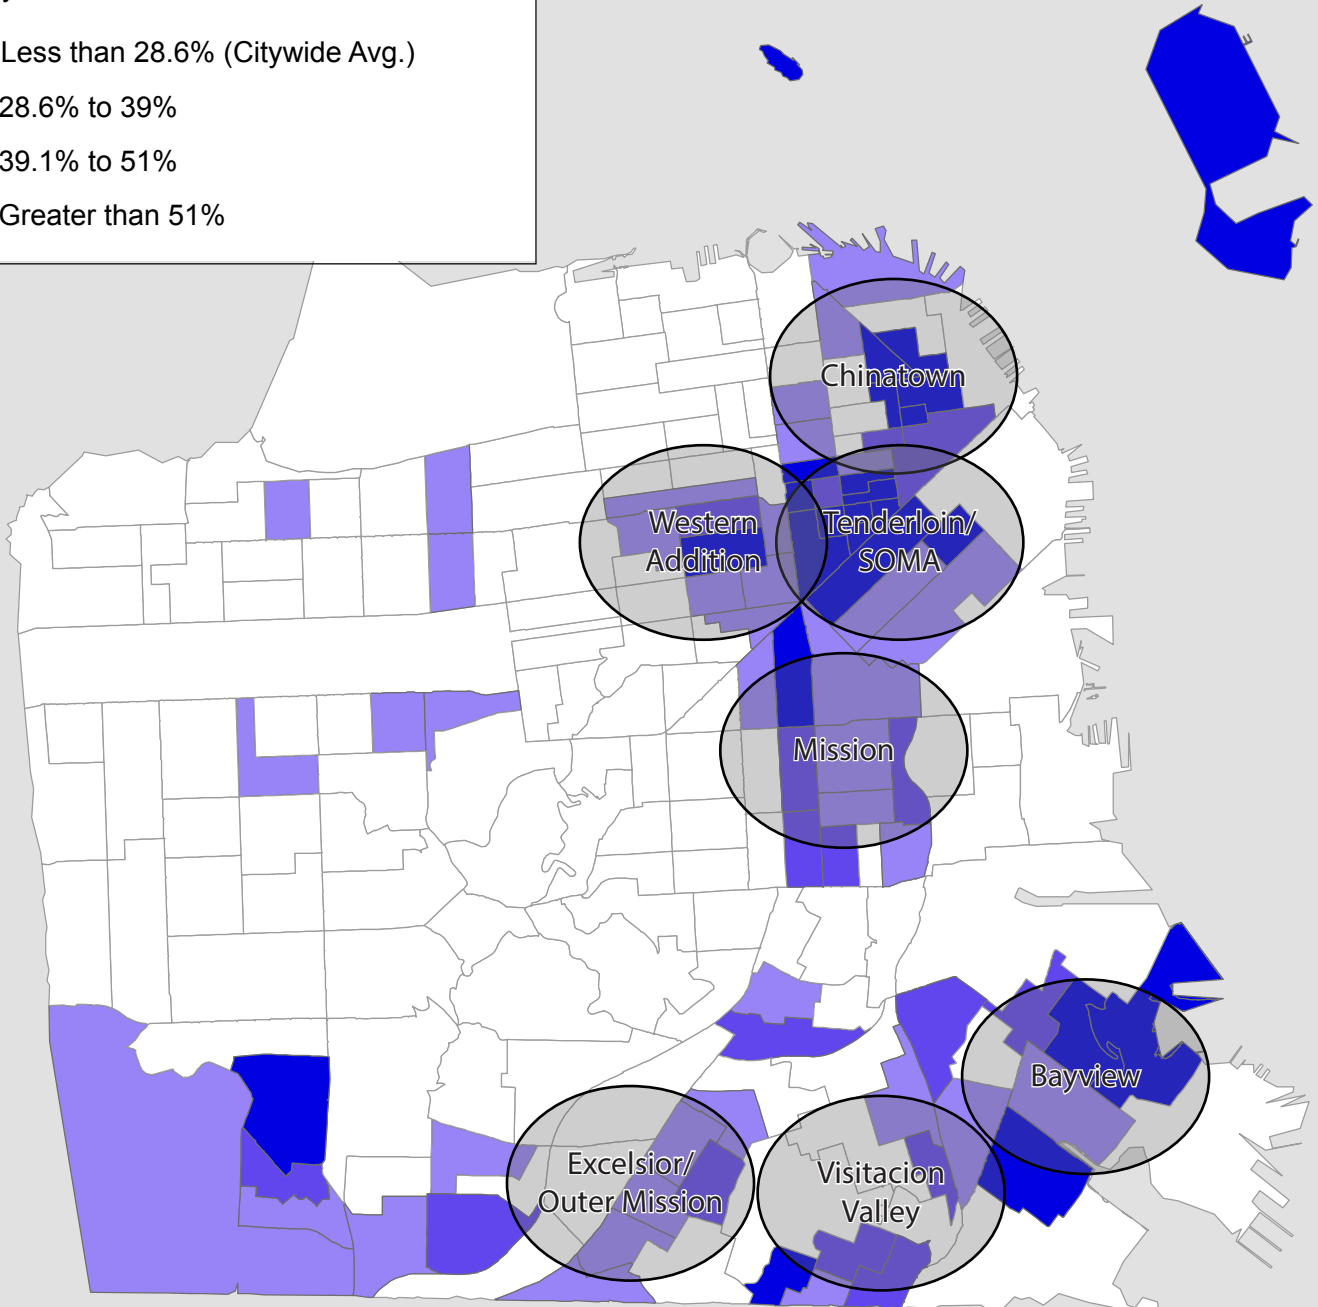 Less than 28.6% (Citywide Avg.)
28.6% to 39%
39.1% to 51%
Greater than 51%
Chinatown
Western
Addition
Tenderloin/
SOMA
Mission
Bayview
Excelsior/
Outer Mission
Visitacion
Valley